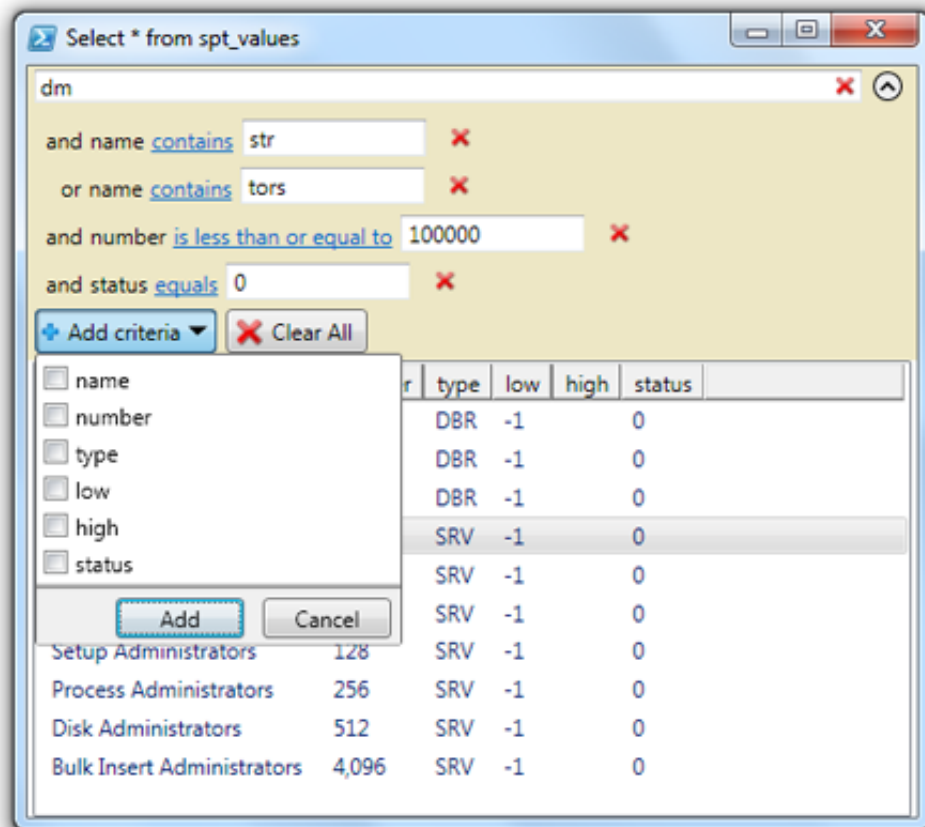 Select * from spt_values
dm
and name contains str
or name contains tors
and number is less than or equal to 100000
and status equals 0
Add criteria Clear All
name
number
type
low
high
status
Add Cancel
r type low high status
DBR -1 0
DBR -1 0
DBR -1 0
SRV -1 0
SRV -1 0
SRV -1 0
Setup Administrators 128 SRV -1 0
Process Administrators 256 SRV -1 0
Disk Administrators 512 SRV -1 0
Bulk Insert Administrators 4,096 SRV -1 0